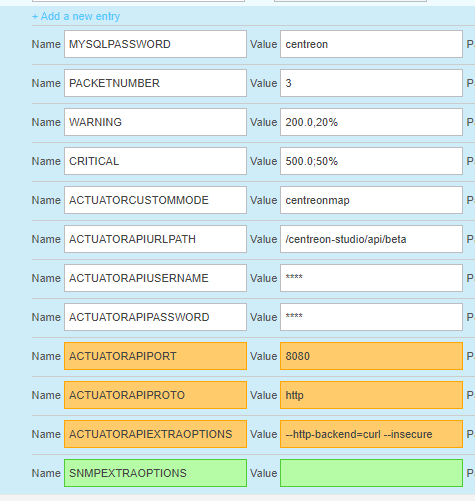 + Add a new entry
Name MYSQLPASSWORD Value centreon P
Name PACKETNUMBER Value 3 P
Name WARNING Value 200.0,20% P
Name CRITICAL Value 500.0;50% P
Name ACTUATORCUSTOMMODE Value centreonmap P
Name ACTUATORAPIURLPATH Value /centreon-studio/api/beta P
Name ACTUATORAPIUSERNAME Value **** P
Name ACTUATORAPIPASSWORD Value **** P
Name ACTUATORAPIPORT Value 8080 P
Name ACTUATORAPIPROTO Value http P
Name ACTUATORAPIEXTRAOPTIONS Value --http-backend=curl --insecure P
Name SNMPEXTRAOPTIONS Value P